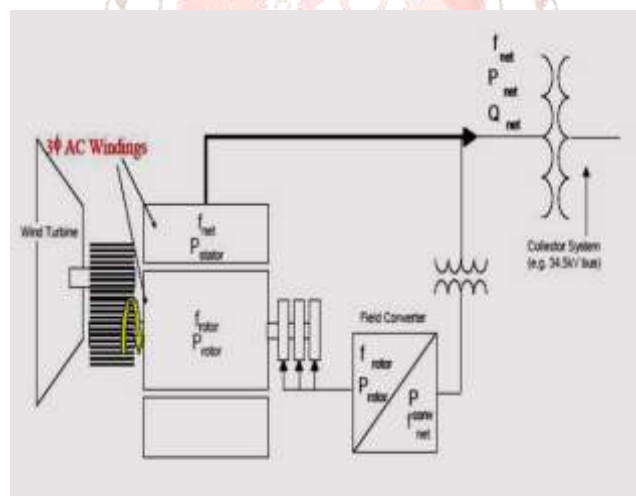 f net
P net
Q net
3φ AC Windings
Wind Turbine
f net
P stator
Collector System
(e.g. 34.5kV bus)
f rotor
P rotor
Field Converter
f rotor
P rotor
P conv
f net